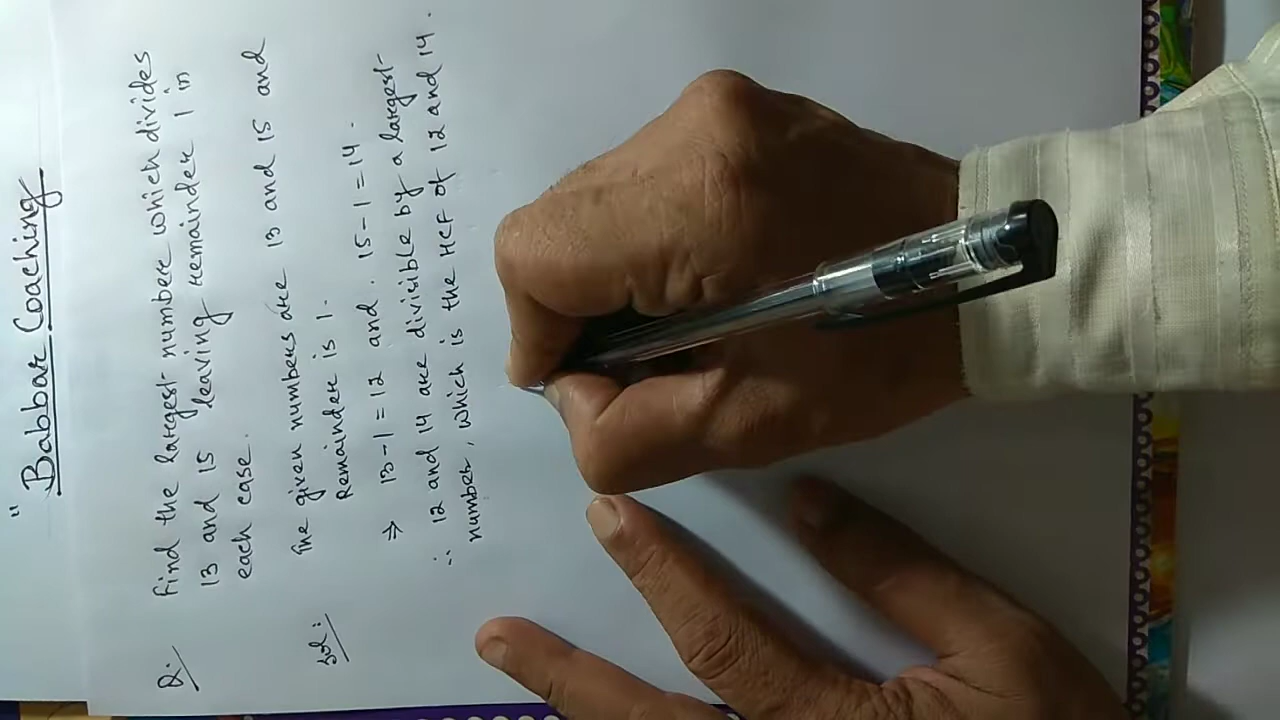 " Babbar Coaching
Q:/ Find the largest number which divides
13 and 15 leaving remainder 1 in
each case.
Sol: The given numbers are 13 and 15 and
Remainder is 1.
⇒ 13-1=12 and . 15-1=14.
∴ 12 and 14 are divisible by a largest
number, which is the HCF of 12 and 14.